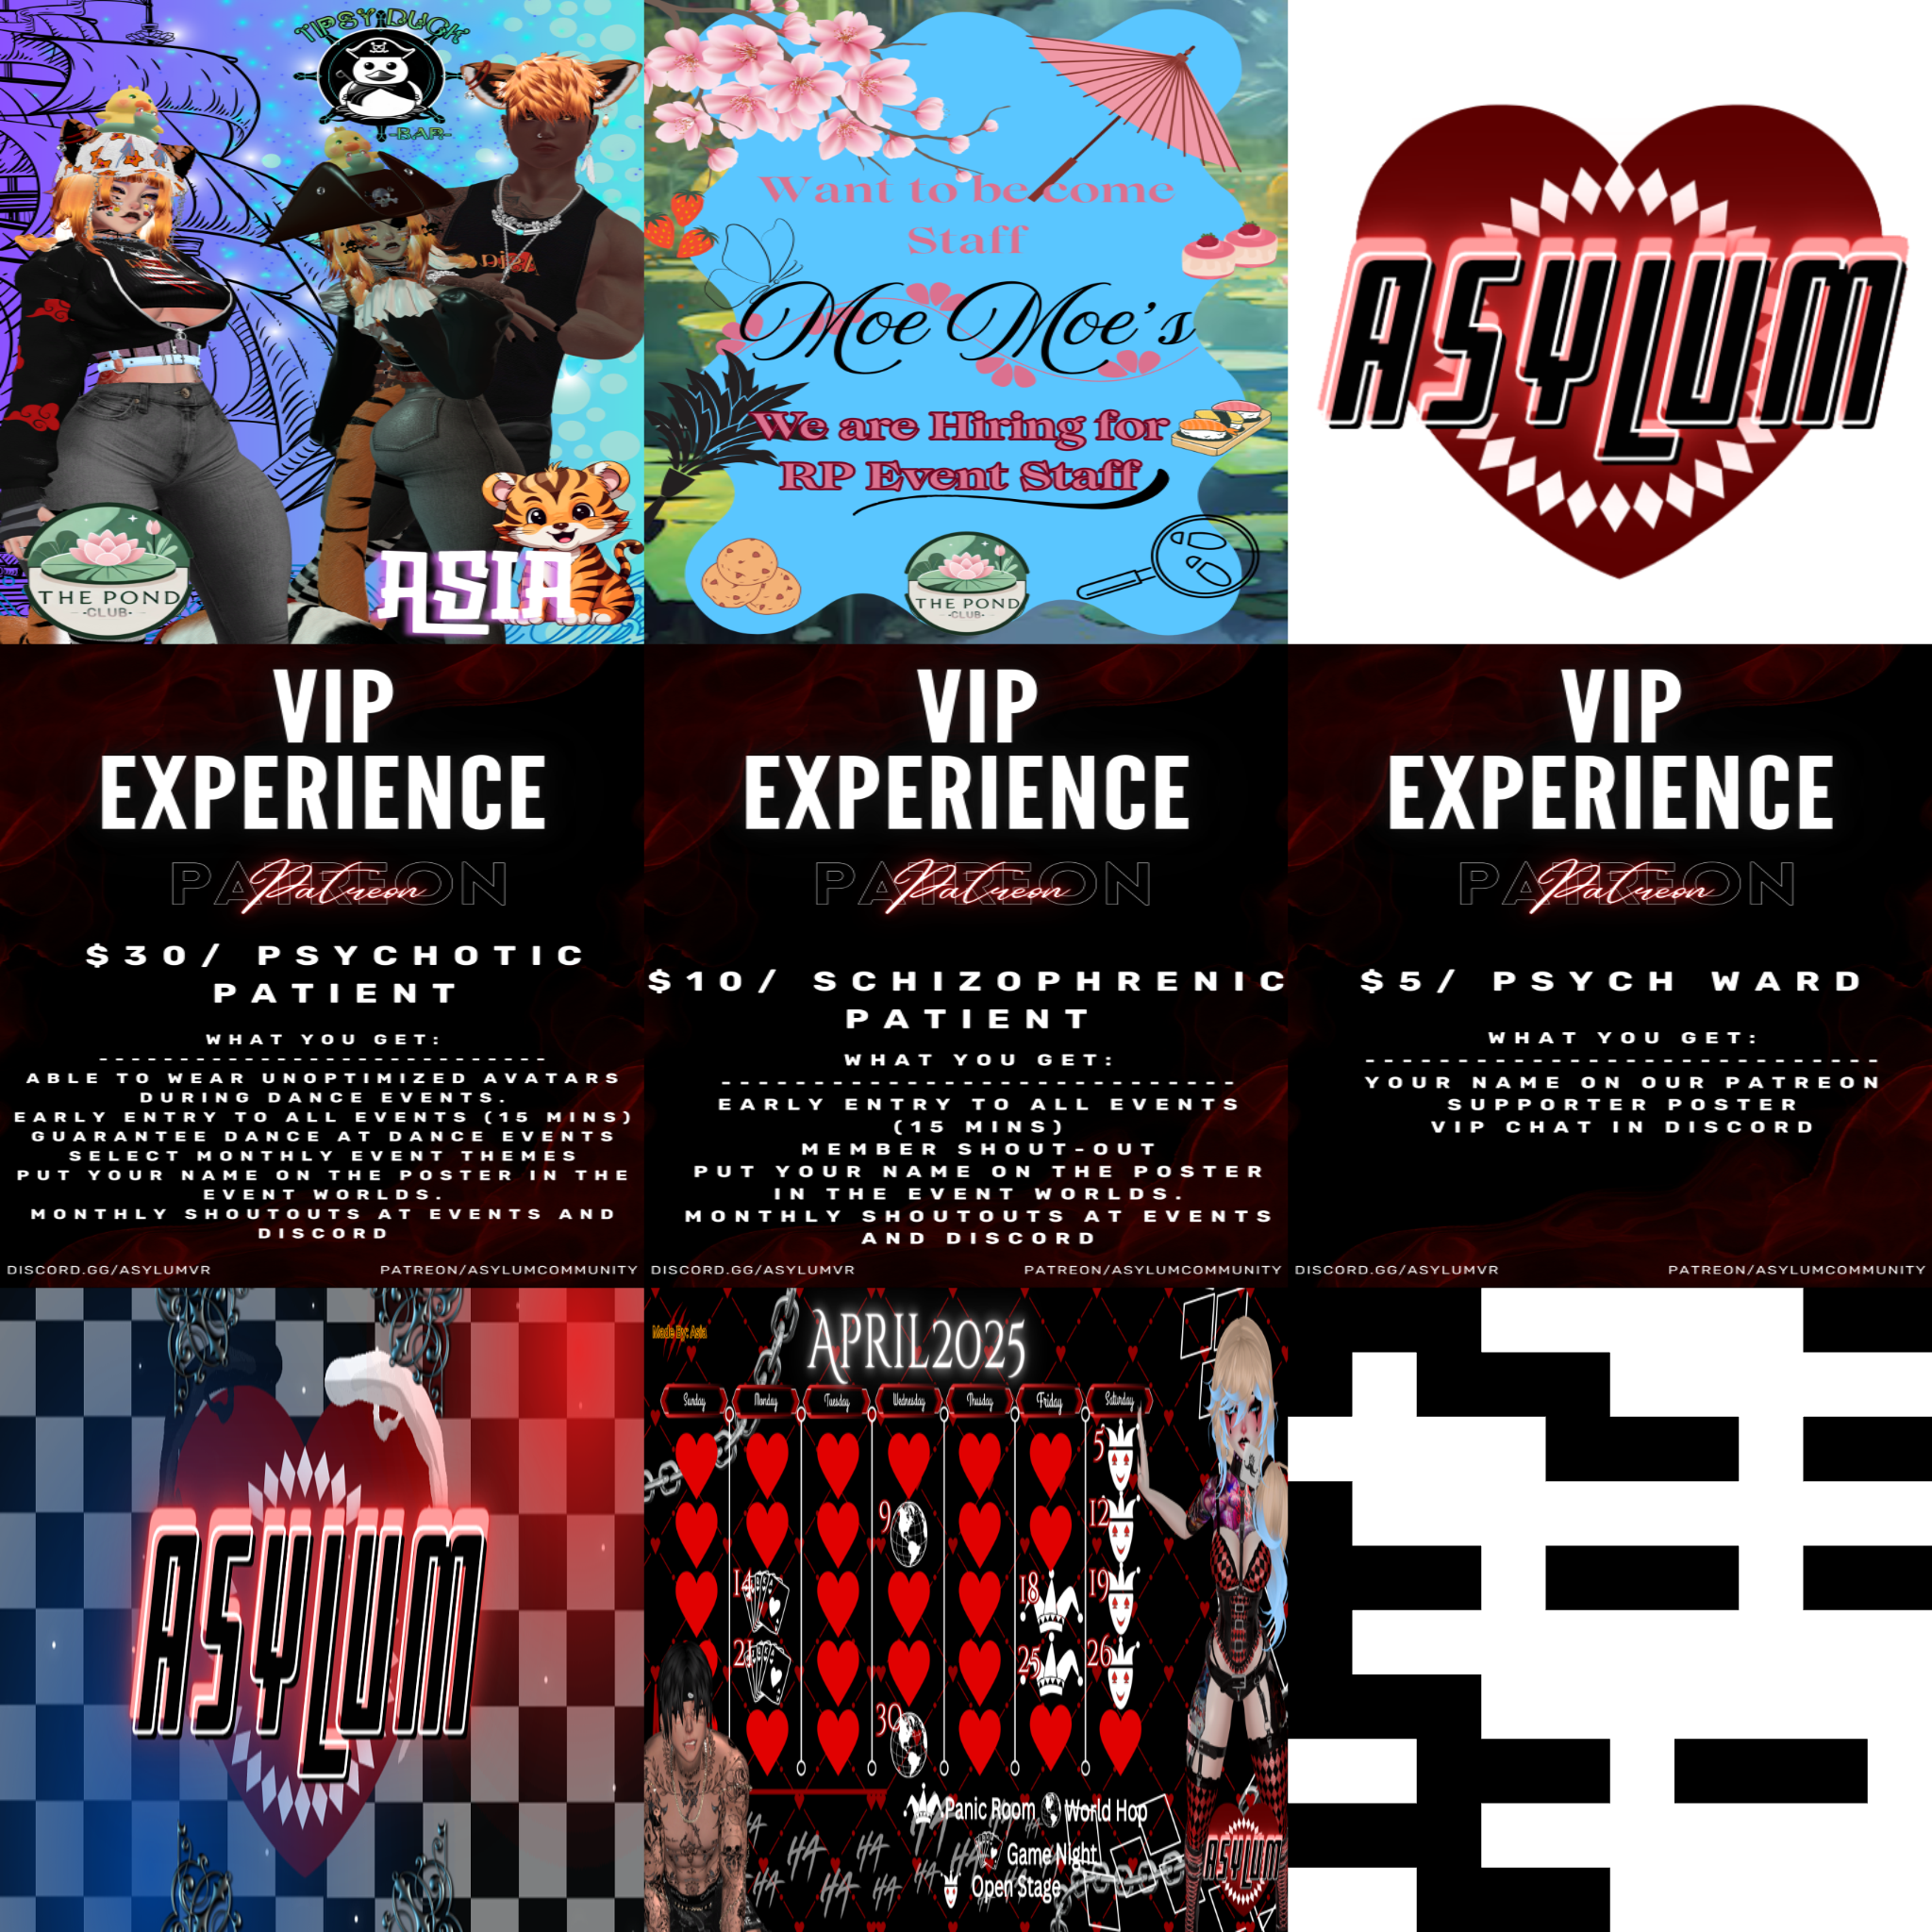 TIPSY DUCK
-BAR-
THE POND
·CLUB·
ASIA
Want to become
Staff
Moe Moe's
We are Hiring for
RP Event Staff
THE POND
·CLUB·
ASYLUM
VIP
EXPERIENCE
PATREON
Patreon
$30/ PSYCHOTIC
PATIENT
WHAT YOU GET:
----------------------------
ABLE TO WEAR UNOPTIMIZED AVATARS
DURING DANCE EVENTS.
EARLY ENTRY TO ALL EVENTS (15 MINS)
GUARANTEE DANCE AT DANCE EVENTS
SELECT MONTHLY EVENT THEMES
PUT YOUR NAME ON THE POSTER IN THE
EVENT WORLDS.
MONTHLY SHOUTOUTS AT EVENTS AND
DISCORD
DISCORD.GG/ASYLUMVR
PATREON/ASYLUMCOMMUNITY
VIP
EXPERIENCE
PATREON
Patreon
$10/ SCHIZOPHRENIC
PATIENT
WHAT YOU GET:
----------------------------
EARLY ENTRY TO ALL EVENTS
(15 MINS)
MEMBER SHOUT-OUT
PUT YOUR NAME ON THE POSTER
IN THE EVENT WORLDS.
MONTHLY SHOUTOUTS AT EVENTS
AND DISCORD
DISCORD.GG/ASYLUMVR
PATREON/ASYLUMCOMMUNITY
VIP
EXPERIENCE
PATREON
Patreon
$5/ PSYCH WARD
WHAT YOU GET:
----------------------------
YOUR NAME ON OUR PATREON
SUPPORTER POSTER
VIP CHAT IN DISCORD
DISCORD.GG/ASYLUMVR
PATREON/ASYLUMCOMMUNITY
ASYLUM
Made By: Asia
APRIL 2025
Sunday Monday Tuesday Wednesday Thusday Friday Saturday
5
9 12
14 18 19
21 25 26
30
Panic Room World Hop
Game Night
Open Stage
HA HA HA HA
HA HA HA HA HA
ASYLUM